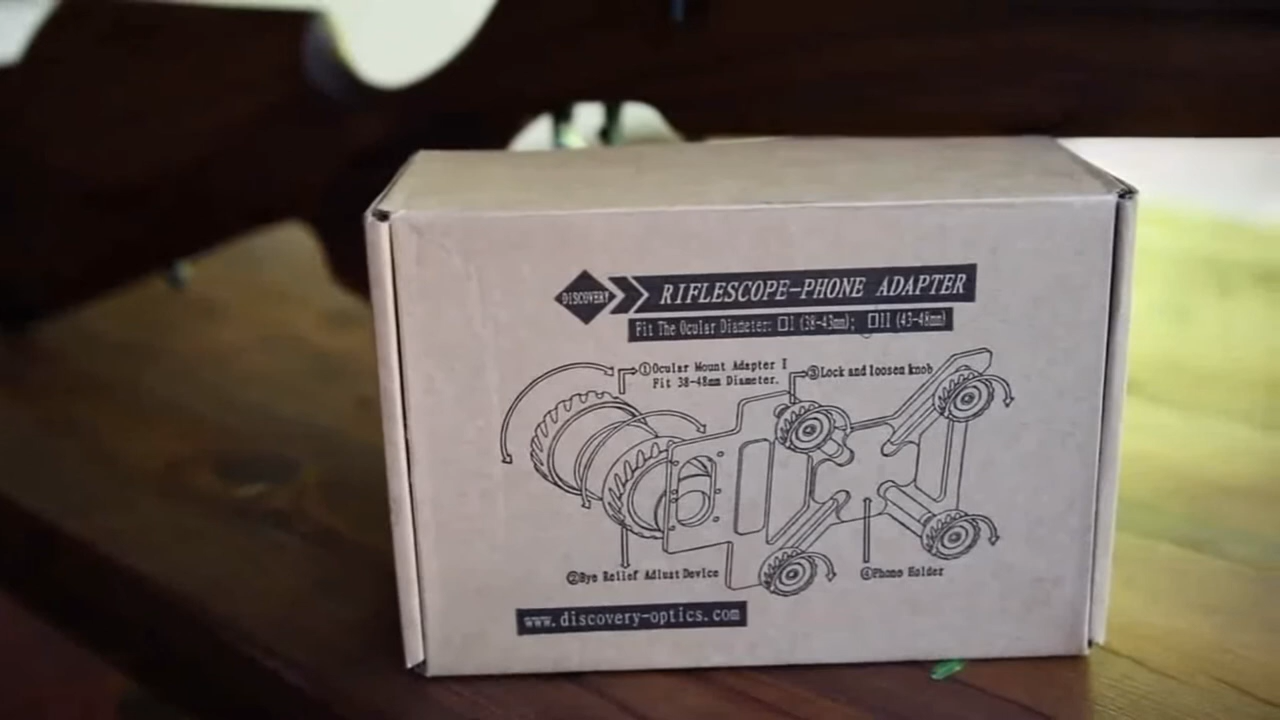 DISCOVERY
RIFLESCOPE-PHONE ADAPTER
Fit The Ocular Diameter: □I (38-43mm); □II (43-48mm)
①Ocular Mount Adapter I
Fit 38-48mm Diameter.
③Lock and loosen knob
②Eye Relief Adjust Device
④Phone Holder
www.discovery-optics.com